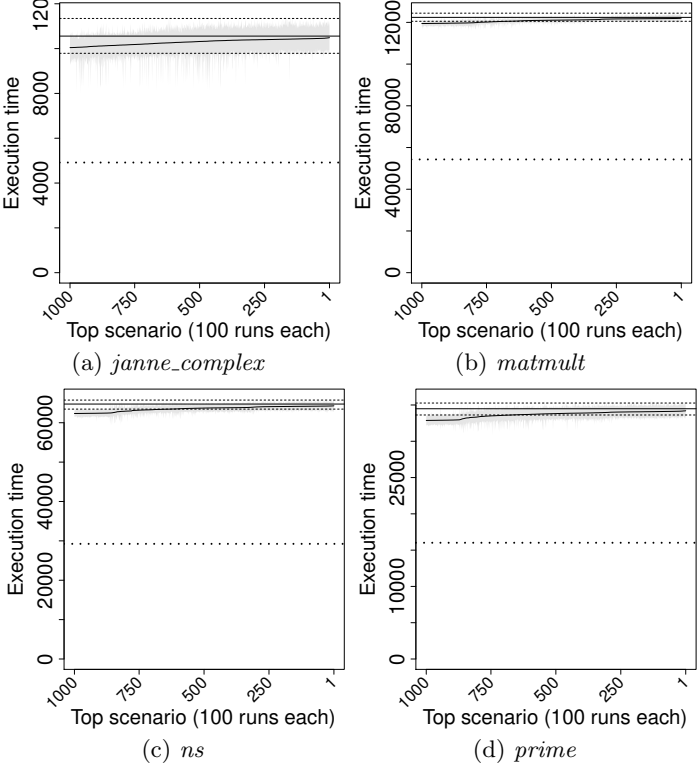 Execution time
0 4000 8000 120
1000 750 500 250 1
Top scenario (100 runs each)
(a) janne_complex
Execution time
0 40000 80000 120000
1000 750 500 250 1
Top scenario (100 runs each)
(b) matmult
Execution time
0 20000 40000 60000
1000 750 500 250 1
Top scenario (100 runs each)
(c) ns
Execution time
0 10000 25000
1000 750 500 250 1
Top scenario (100 runs each)
(d) prime